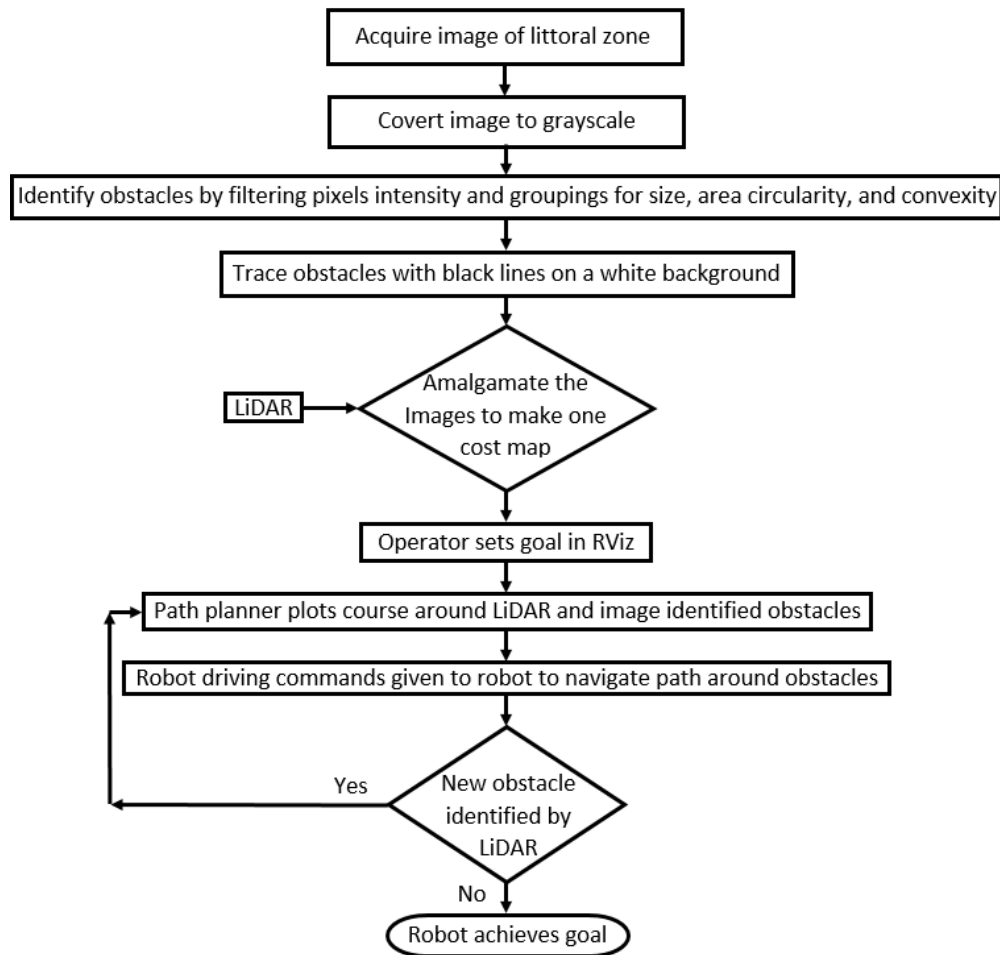 Acquire image of littoral zone
Covert image to grayscale
Identify obstacles by filtering pixels intensity and groupings for size, area circularity, and convexity
Trace obstacles with black lines on a white background
LiDAR
Amalgamate the
Images to make one
cost map
Operator sets goal in RViz
Path planner plots course around LiDAR and image identified obstacles
Robot driving commands given to robot to navigate path around obstacles
Yes
New obstacle
identified by
LiDAR
No
Robot achieves goal